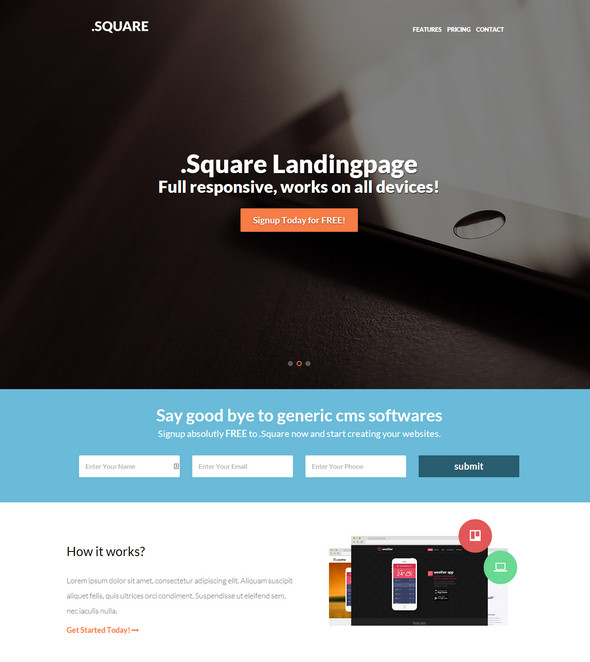 .SQUARE
FEATURES PRICING CONTACT
.Square Landingpage
Full responsive, works on all devices!
Signup Today for FREE!
Say good bye to generic cms softwares
Signup absolutly FREE to .Square now and start creating your websites.
Enter Your Name
Enter Your Email
Enter Your Phone
submit
How it works?
Lorem ipsum dolor sit amet, consectetur adipiscing elit. Aliquam suscipit
aliquet felis, quis ultrices orci condiment. Suspendisse ut eleifend sem,
nec iaculis nulla.
Get Started Today!
weather app